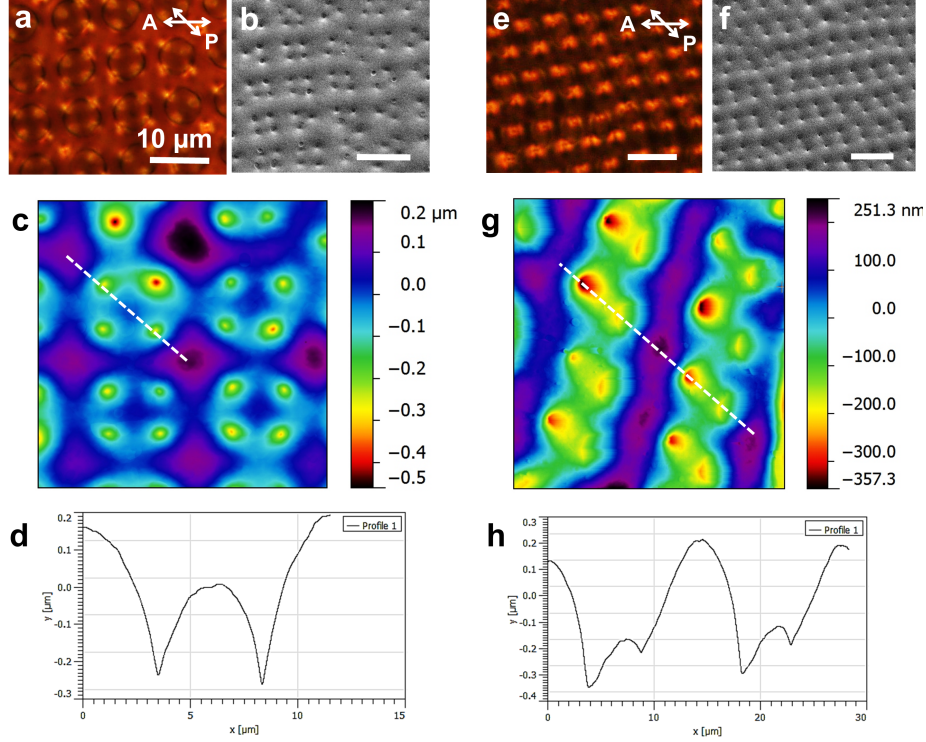 a
A
P
10 µm
b
e
A
P
f
c
0.2 µm
0.1
0.0
−0.1
−0.2
−0.3
−0.4
−0.5
g
251.3 nm
100.0
0.0
−100.0
−200.0
−300.0
−357.3
d
Profile 1
0.2
0.1
0.0
-0.1
-0.2
-0.3
y [µm]
0
5
10
15
x [µm]
h
Profile 1
0.3
0.2
0.1
0.0
-0.1
-0.2
-0.3
-0.4
y [µm]
0
10
20
30
x [µm]